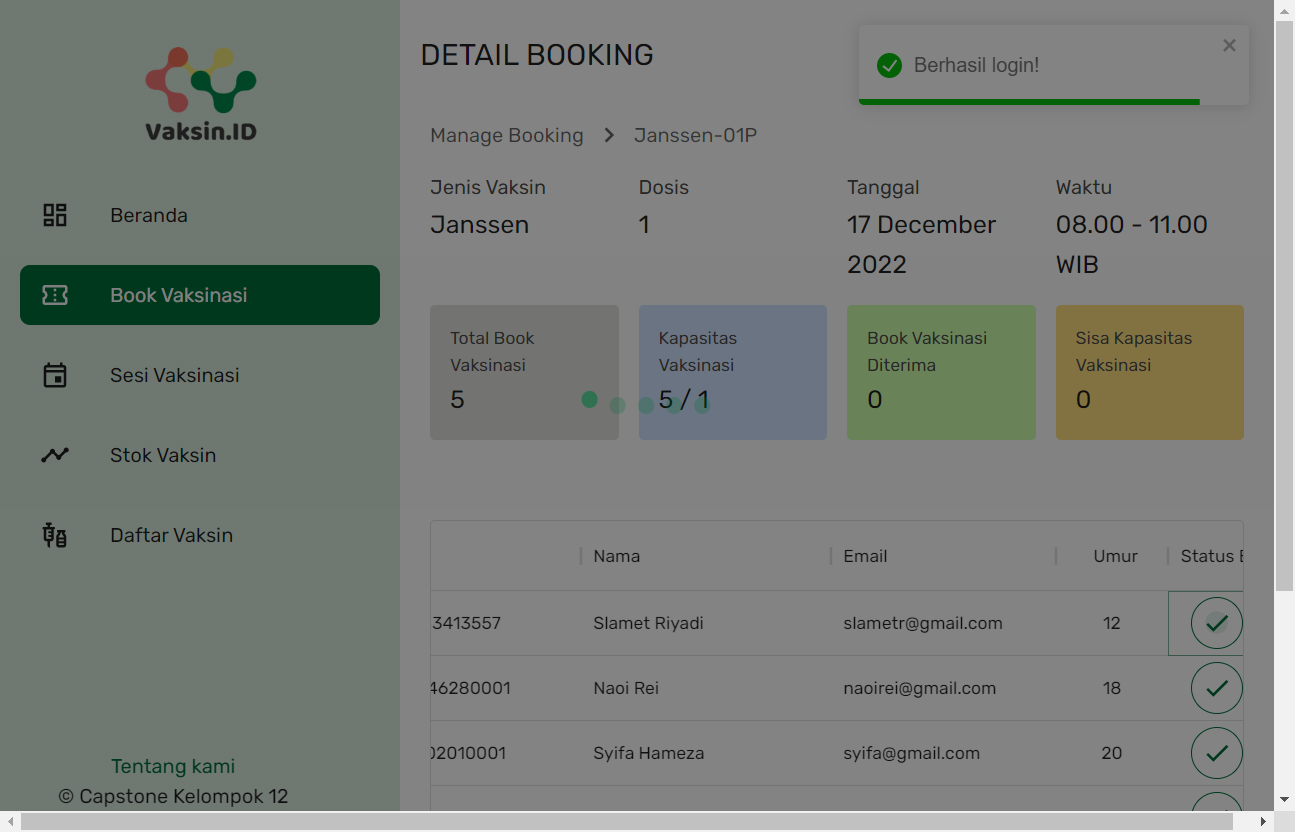 Vaksin.ID
Beranda
Book Vaksinasi
Sesi Vaksinasi
Stok Vaksin
Daftar Vaksin
Tentang kami
© Capstone Kelompok 12
DETAIL BOOKING
Berhasil login!
Manage Booking > Janssen-01P
Jenis Vaksin Dosis Tanggal Waktu
Janssen 1 17 December 08.00 - 11.00
2022 WIB
Total Book Kapasitas Book Vaksinasi Sisa Kapasitas
Vaksinasi Vaksinasi Diterima Vaksinasi
5 5 / 1 0 0
Nama Email Umur Status
3413557 Slamet Riyadi slametr@gmail.com 12
46280001 Naoi Rei naoirei@gmail.com 18
02010001 Syifa Hameza syifa@gmail.com 20